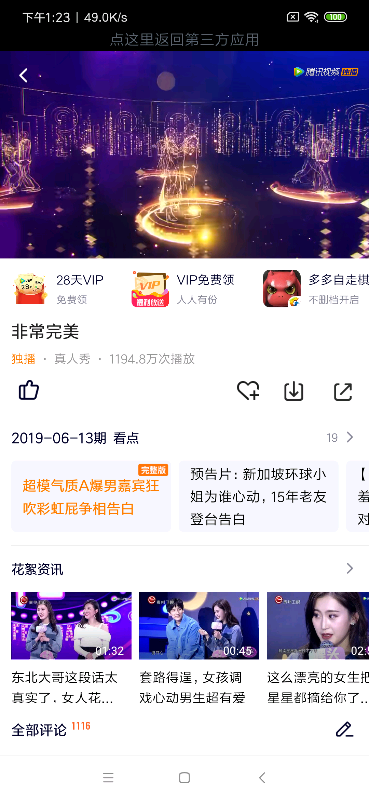 下午1:23 | 49.0K/s
100
点这里返回第三方应用
腾讯视频 独播
28天VIP
免费领
VIP
福利放送
VIP免费领
人人有份
多多自走棋
不删档开启
非常完美
独播 · 真人秀 · 1194.8万次播放
2019-06-13期 看点
19
完整版
超模气质A爆男嘉宾狂
吹彩虹屁争相告白
预告片：新加坡环球小
姐为谁心动，15年老友
登台告白
【
羞
对
花絮资讯
01:32
00:45
02:5
东北大哥这段话太
真实了，女人花...
套路得逞，女孩调
戏心动男生超有爱
这么漂亮的女生把
星星都摘给你了...
全部评论 1116